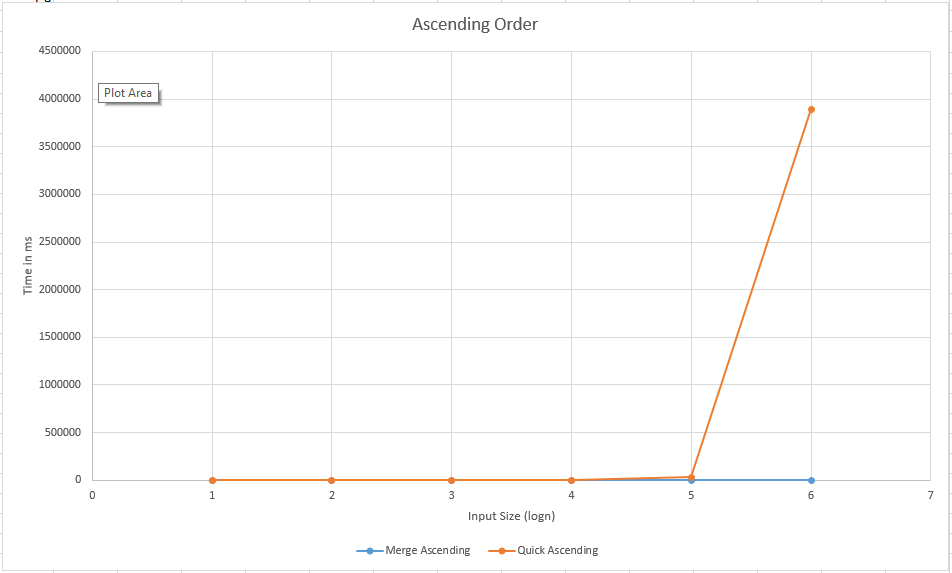 Ascending Order
4500000
4000000
Plot Area
3500000
3000000
2500000
2000000
1500000
1000000
500000
0
Time in ms
0 1 2 3 4 5 6 7
Input Size (logn)
Merge Ascending Quick Ascending